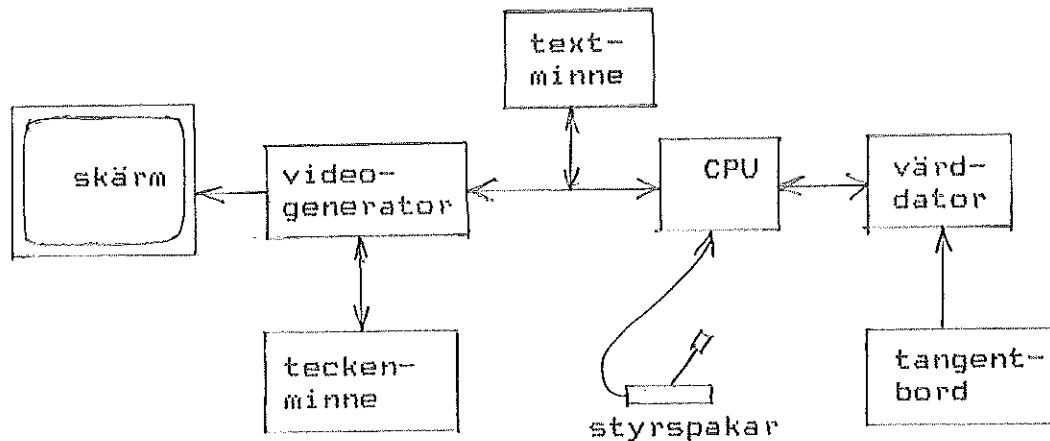 text-
minne
skärm
video-
generator
CPU
värd-
dator
tecken-
minne
styrspakar
tangent-
bord